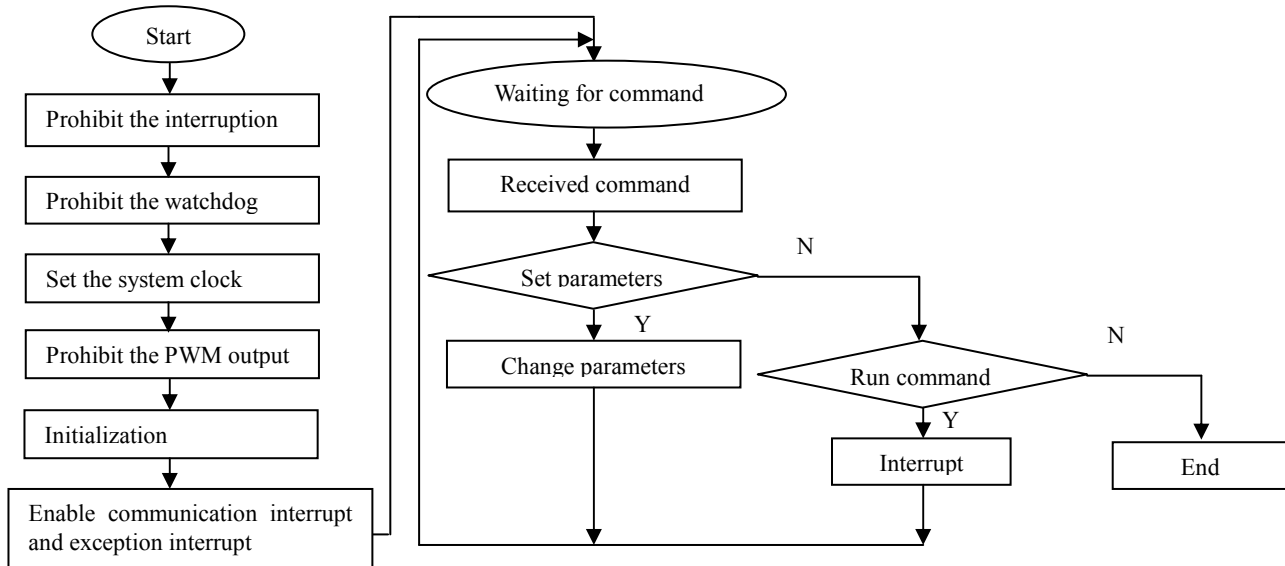 Start
Prohibit the interruption
Prohibit the watchdog
Set the system clock
Prohibit the PWM output
Initialization
Enable communication interrupt
and exception interrupt
Waiting for command
Received command
Set parameters
N
Y
Change parameters
Run command
N
Y
Interrupt
End